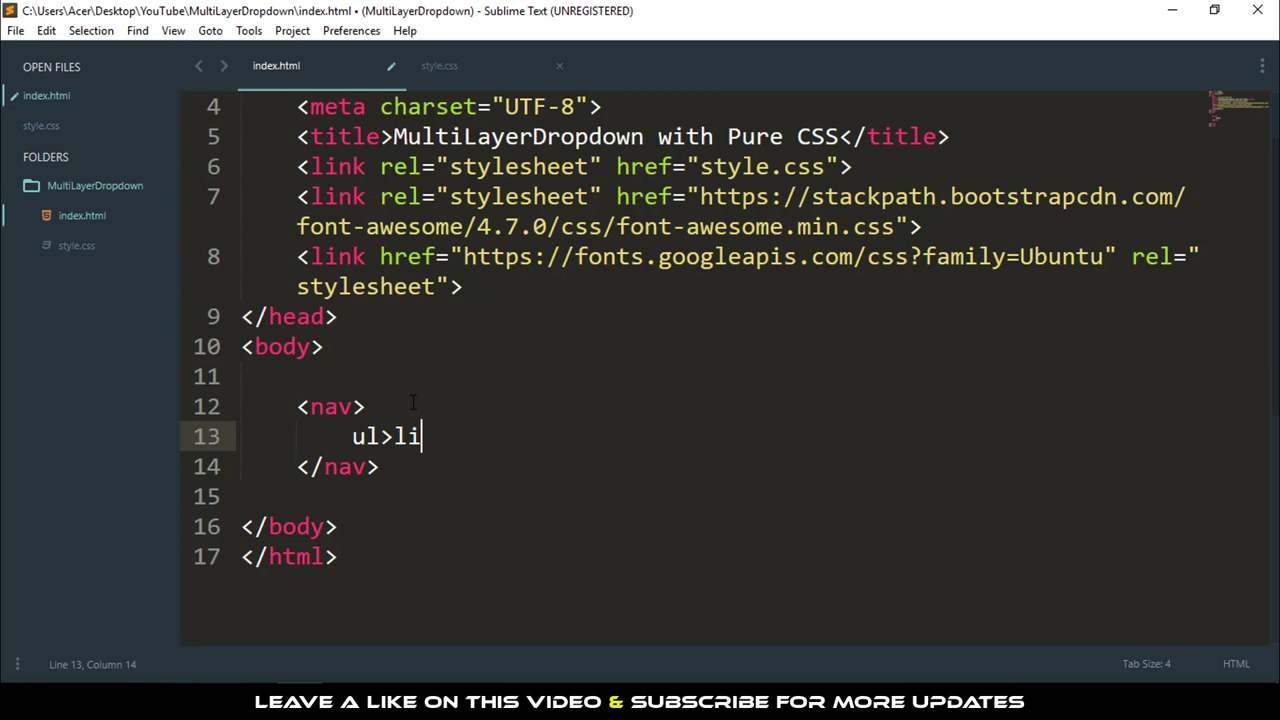 C:\Users\Acer\Desktop\YouTube\MultiLayerDropdown\index.html • (MultiLayerDropdown) - Sublime Text (UNREGISTERED)
File Edit Selection Find View Goto Tools Project Preferences Help
OPEN FILES
index.html
style.css
FOLDERS
MultiLayerDropdown
index.html
style.css
index.html style.css
4 <meta charset="UTF-8">
5 <title>MultiLayerDropdown with Pure CSS</title>
6 <link rel="stylesheet" href="style.css">
7 <link rel="stylesheet" href="https://stackpath.bootstrapcdn.com/
font-awesome/4.7.0/css/font-awesome.min.css">
8 <link href="https://fonts.googleapis.com/css?family=Ubuntu" rel="
stylesheet">
9 </head>
10 <body>
11
12 <nav>
13 ul>li
14 </nav>
15
16 </body>
17 </html>
Line 13, Column 14 Tab Size: 4 HTML
LEAVE A LIKE ON THIS VIDEO & SUBSCRIBE FOR MORE UPDATES